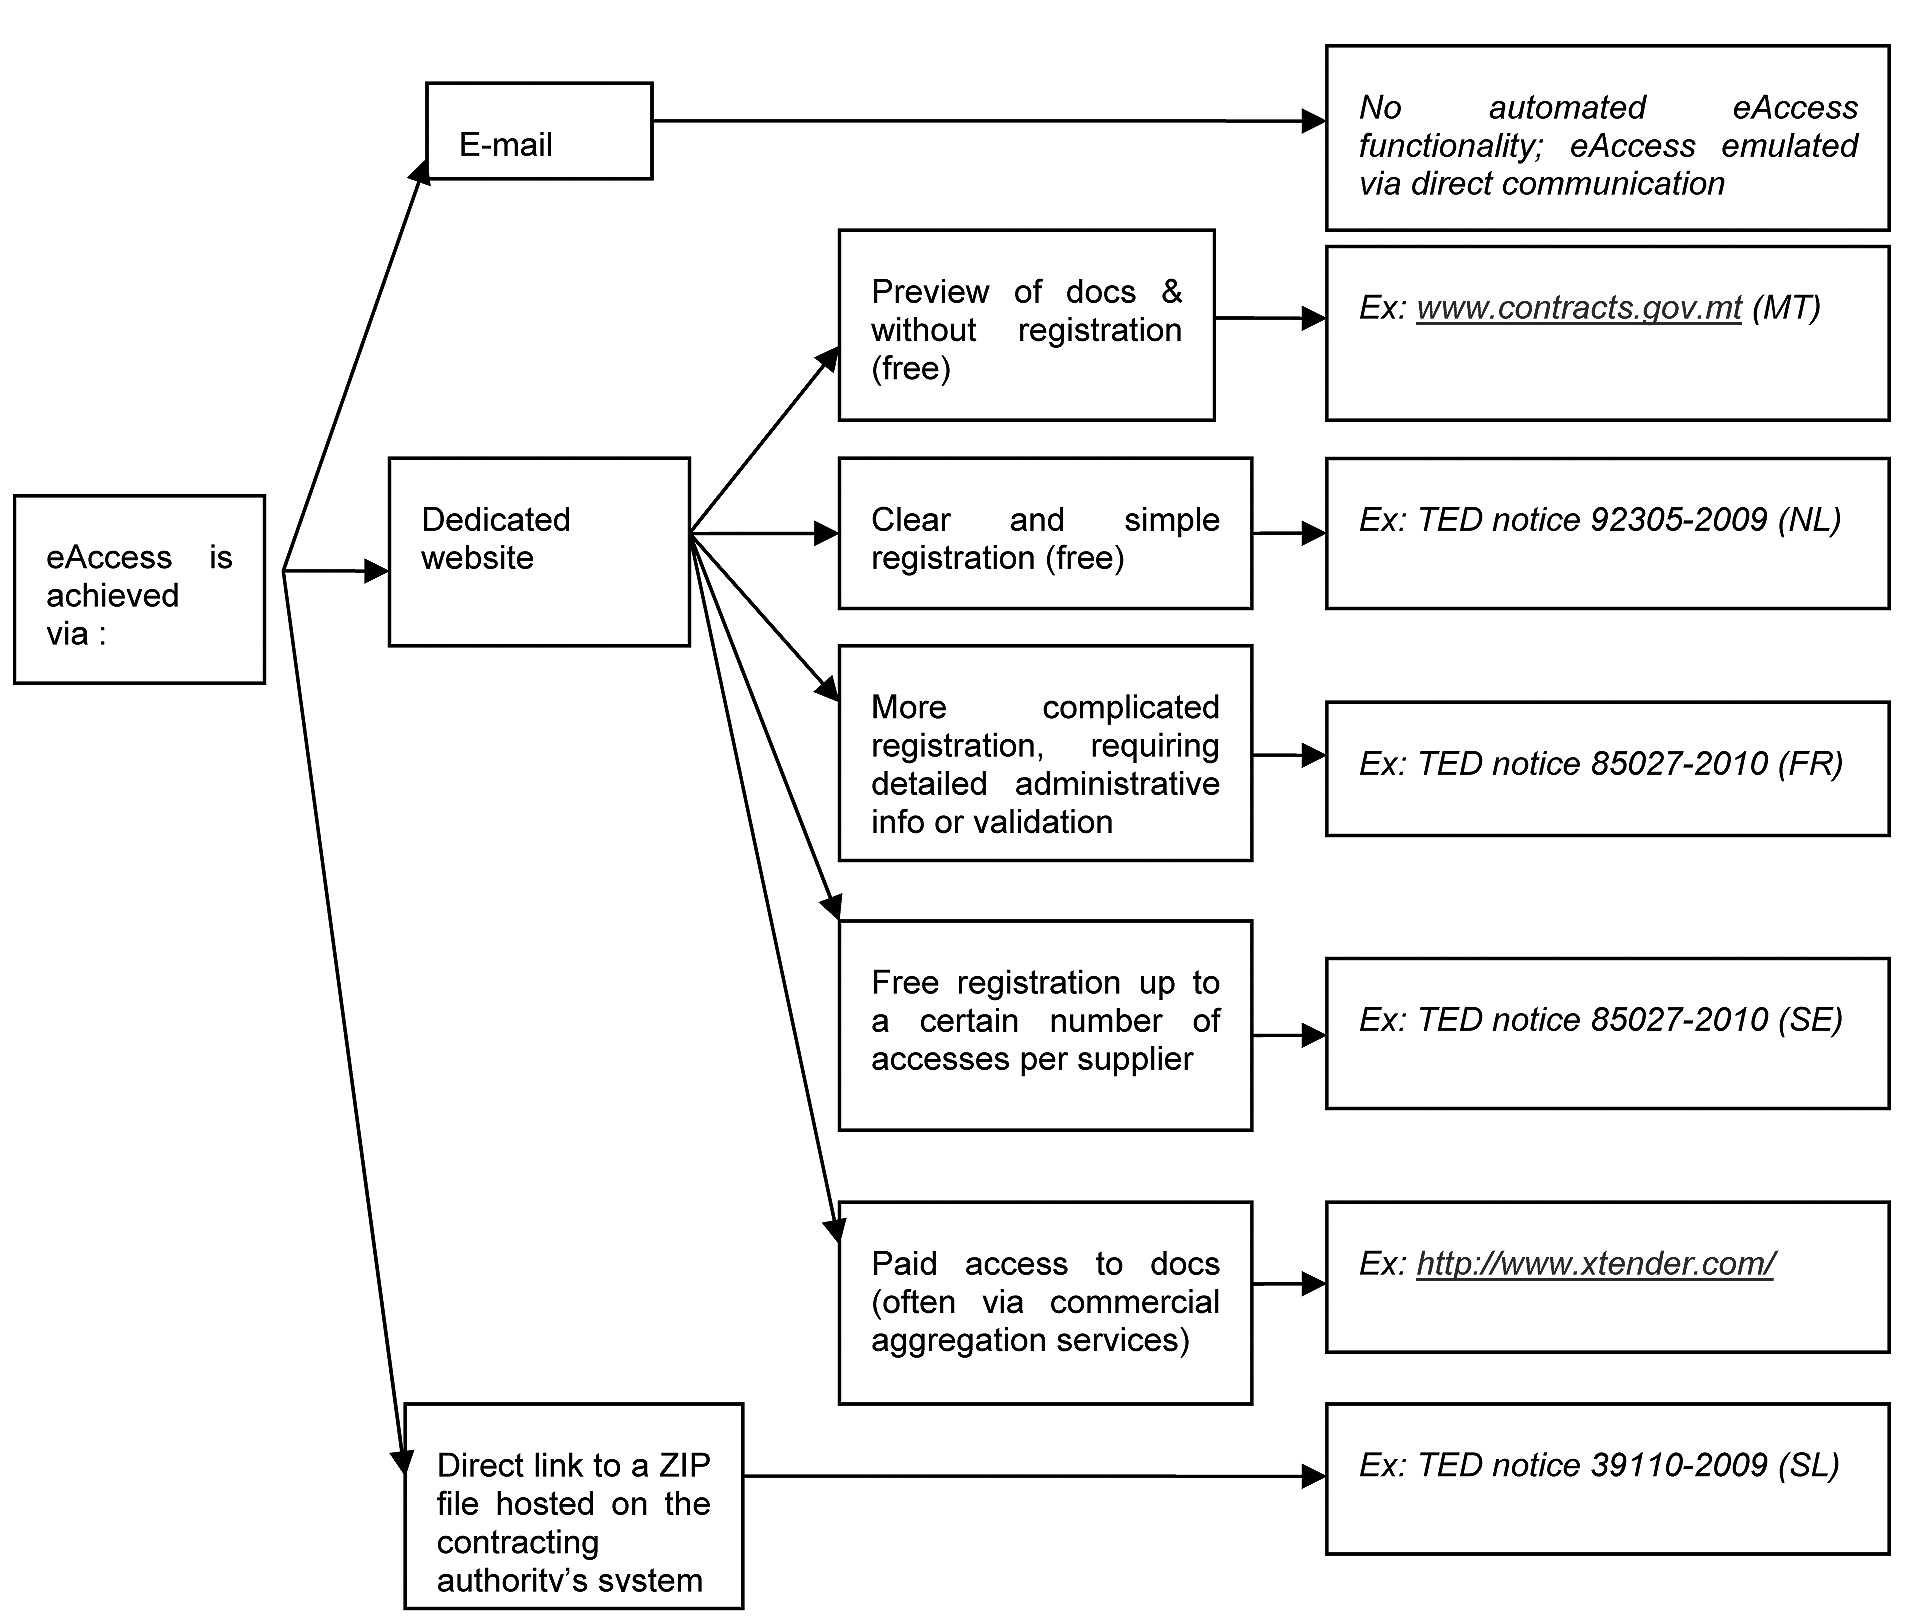 E-mail
No automated eAccess
functionality; eAccess emulated
via direct communication
Preview of docs &
without registration
(free)
Ex: www.contracts.gov.mt (MT)
eAccess is
achieved
via :
Dedicated
website
Clear and simple
registration (free)
Ex: TED notice 92305-2009 (NL)
More complicated
registration, requiring
detailed administrative
info or validation
Ex: TED notice 85027-2010 (FR)
Free registration up to
a certain number of
accesses per supplier
Ex: TED notice 85027-2010 (SE)
Paid access to docs
(often via commercial
aggregation services)
Ex: http://www.xtender.com/
Direct link to a ZIP
file hosted on the
contracting
authority's system
Ex: TED notice 39110-2009 (SL)